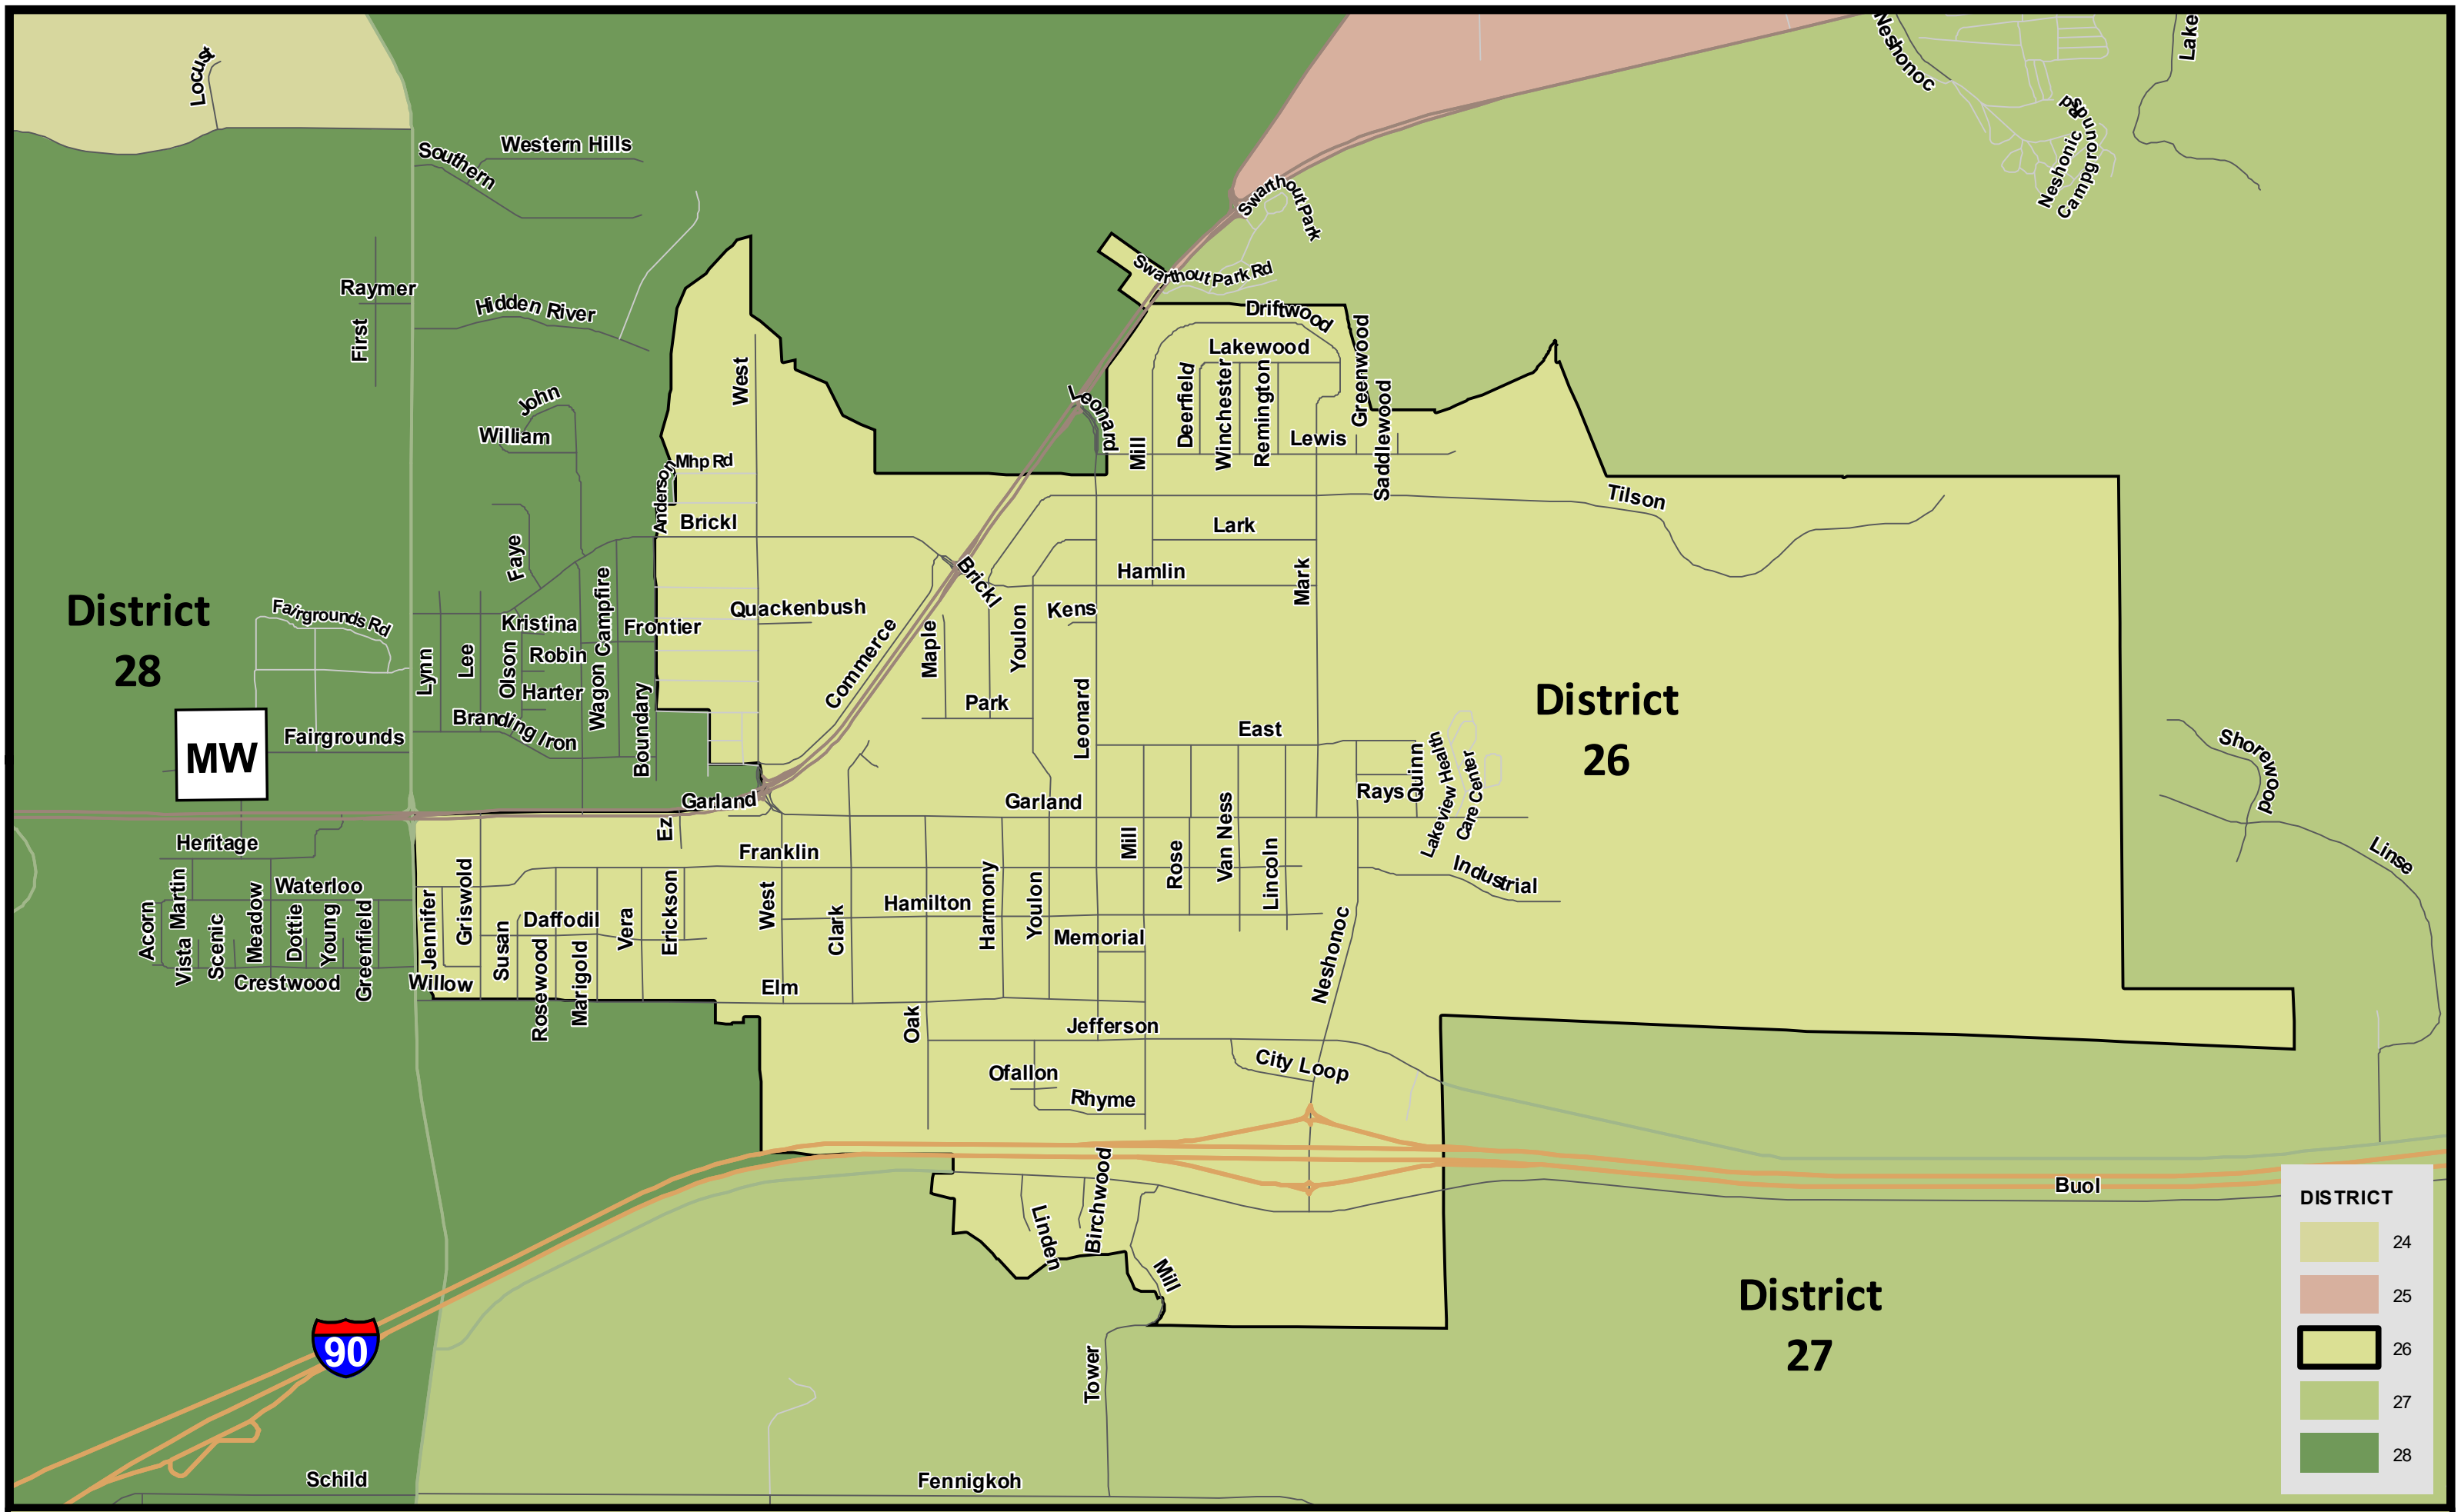 Locust
Neshonoc
Lake
Neshonic
Campground
Rd
Southern
Western Hills
Swarthout Park
Swarthout Park Rd
Raymer
First
Hidden River
Driftwood
Lakewood
Greenwood
West
John
William
Leonard
Mill
Deerfield
Winchester
Remington
Lewis
Saddlewood
Mhp Rd
Anderson
Brickl
Tilson
Lark
Faye
Brickl
Hamlin
Mark
District
28
Fairgrounds Rd
Kristina
Campfire
Frontier
Quackenbush
Commerce
Maple
Youlon
Kens
Lynn
Lee
Olson
Robin
Harter
Wagon
Boundary
Park
Leonard
District
26
MW
Fairgrounds
Branding Iron
East
Quinn
Rays
Lakeview Health
Care Center
Shorewood
Garland
Garland
Ez
Heritage
Franklin
Mill
Rose
Van Ness
Lincoln
Industrial
Linse
Waterloo
Acorn
Martin
Vista
Scenic
Meadow
Dottie
Young
Greenfield
Crestwood
Jennifer
Griswold
Willow
Susan
Daffodil
Rosewood
Marigold
Vera
Erickson
West
Clark
Hamilton
Harmony
Youlon
Memorial
Neshonoc
Elm
Oak
Jefferson
Ofallon
Rhyme
City Loop
Buol
Linden
Birchwood
Mill
Tower
District
27
90
Schild
Fennigkoh
DISTRICT
24
25
26
27
28